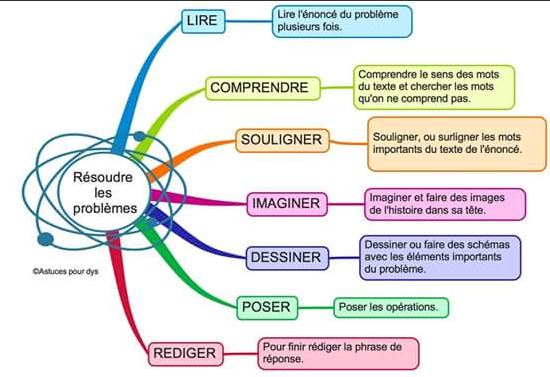 LIRE
Lire l'énoncé du problème
plusieurs fois.
COMPRENDRE
Comprendre le sens des mots
du texte et chercher les mots
qu'on ne comprend pas.
SOULIGNER
Souligner, ou surligner les mots
importants du texte de l'énoncé.
Résoudre
les
problèmes
IMAGINER
Imaginer et faire des images
de l'histoire dans sa tête.
DESSINER
Dessiner ou faire des schémas
avec les éléments importants
du problème.
©Astuces pour dys
POSER
Poser les opérations.
REDIGER
Pour finir rédiger la phrase de
réponse.